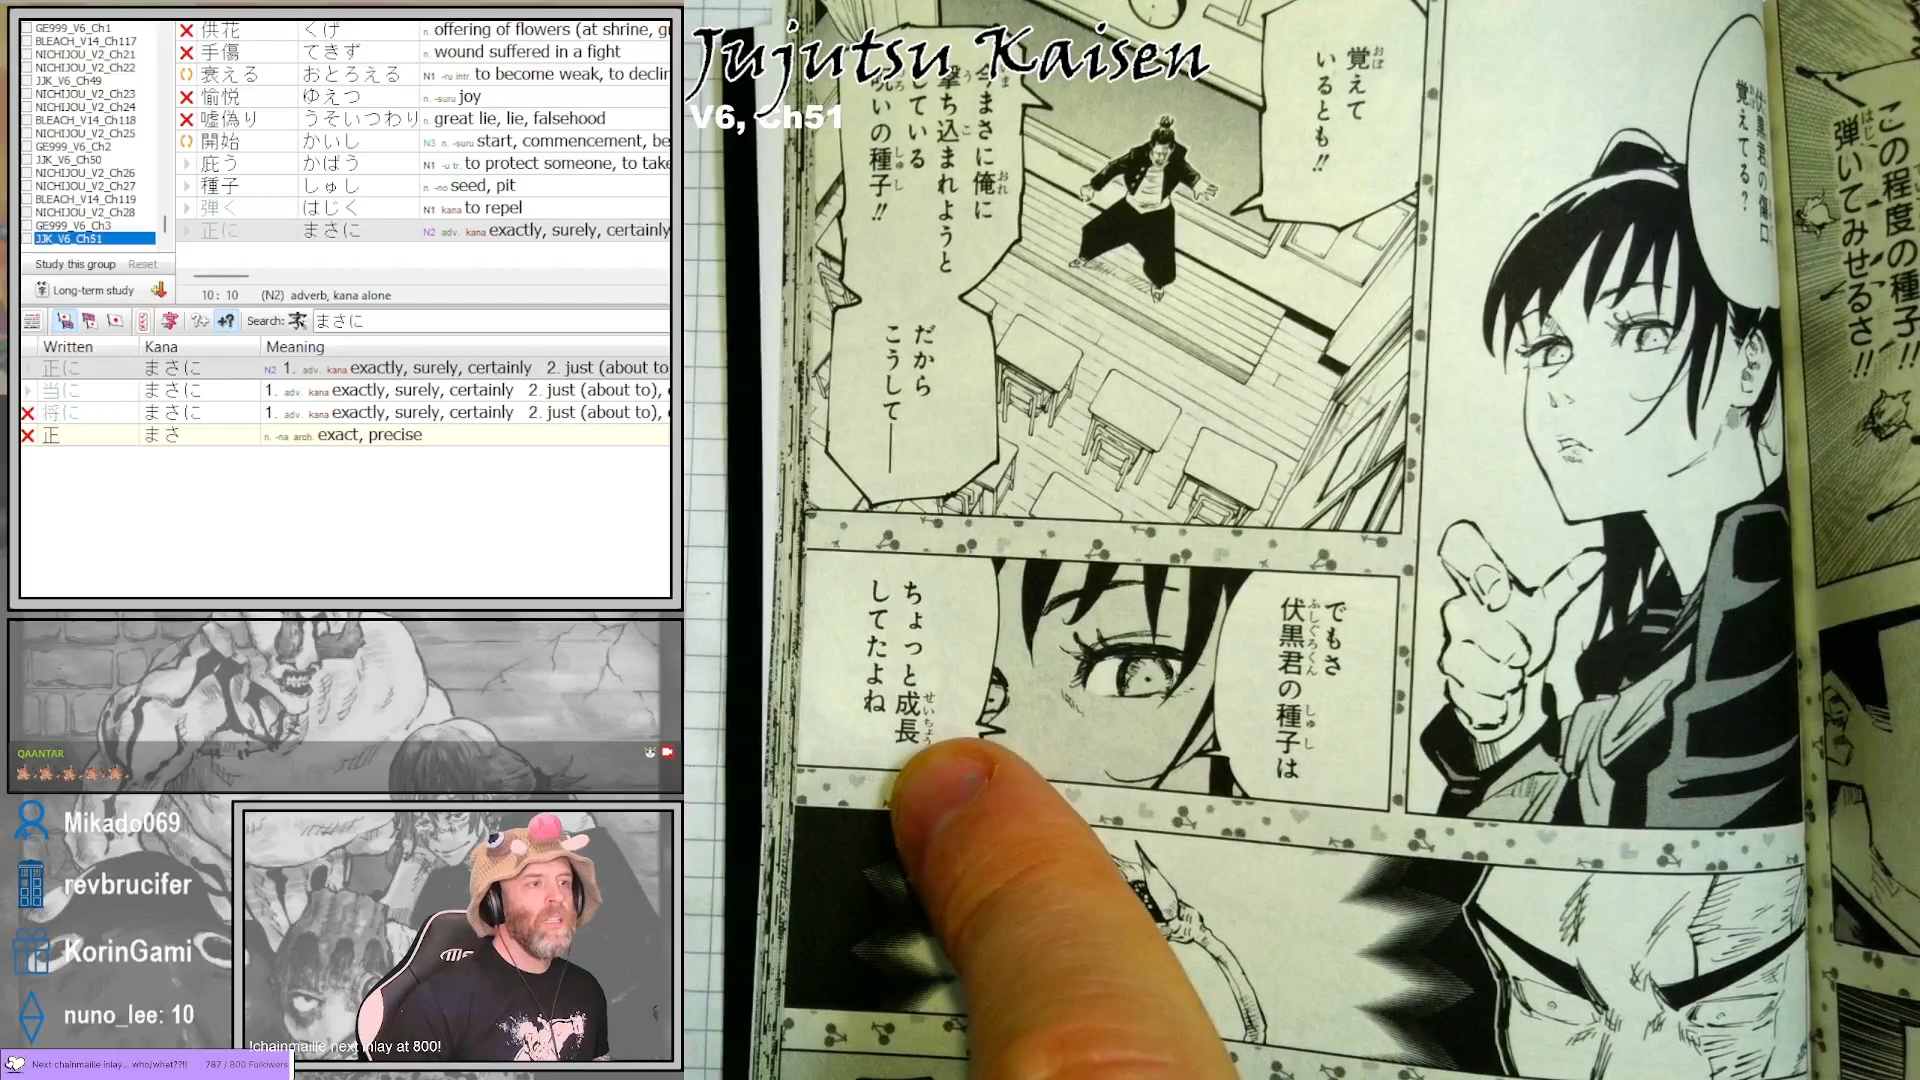 GE999_V6_Ch1
BLEACH_V14_Ch117
NICHIJOU_V2_Ch21
NICHIJOU_V2_Ch22
JJK_V6_Ch49
NICHIJOU_V2_Ch23
NICHIJOU_V2_Ch24
BLEACH_V14_Ch118
NICHIJOU_V2_Ch25
GE999_V6_Ch2
JJK_V6_Ch50
NICHIJOU_V2_Ch26
NICHIJOU_V2_Ch27
BLEACH_V14_Ch119
NICHIJOU_V2_Ch28
GE999_V6_Ch3
JJK_V6_Ch51
Study this group Reset
Long-term study
供花 くげ n. offering of flowers (at shrine, gr
手傷 てきず n. wound suffered in a fight
衰える おとろえる N1 -ru intr. to become weak, to declin
愉悦 ゆえつ n. -suru joy
嘘偽り うそいつわり n. great lie, lie, falsehood
開始 かいし N3 n. -suru start, commencement, be
庇う かばう N1 -u tr. to protect someone, to take
種子 しゅし n. -no seed, pit
弾く はじく N1 kana to repel
正に まさに N2 adv. kana exactly, surely, certainly
10: 10 (N2) adverb, kana alone
Search: まさに
Written Kana Meaning
正に まさに N2 1. adv. kana exactly, surely, certainly 2. just (about to
当に まさに 1. adv. kana exactly, surely, certainly 2. just (about to),
将に まさに 1. adv. kana exactly, surely, certainly 2. just (about to),
正 まさ n. -na arch. exact, precise
QAANTAR
Mikado069
revbrucifer
KorinGami
nuno_lee: 10
!chainmaille next inlay at 800!
Next chainmaille inlay... who/what??!! 787 / 800 Followers
Jujutsu Kaisen
V6, Ch51
この程度の種子!!
弾いてみせるさ!!
伏黒君の傷口
覚えてる?
覚えて
いるとも!!
今まさに俺に
撃ち込まれようと
している
呪いの種子!!
だから
こうして──
でもさ
伏黒君の種子は
ちょっと成長
してたよね